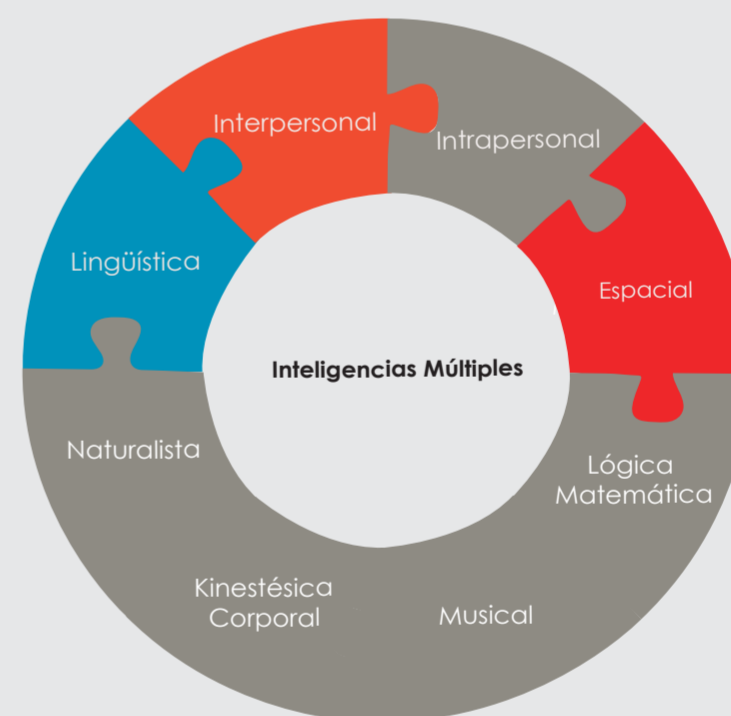 Interpersonal
Intrapersonal
Lingüística
Espacial
Inteligencias Múltiples
Naturalista
Lógica
Matemática
Kinestésica
Corporal
Musical